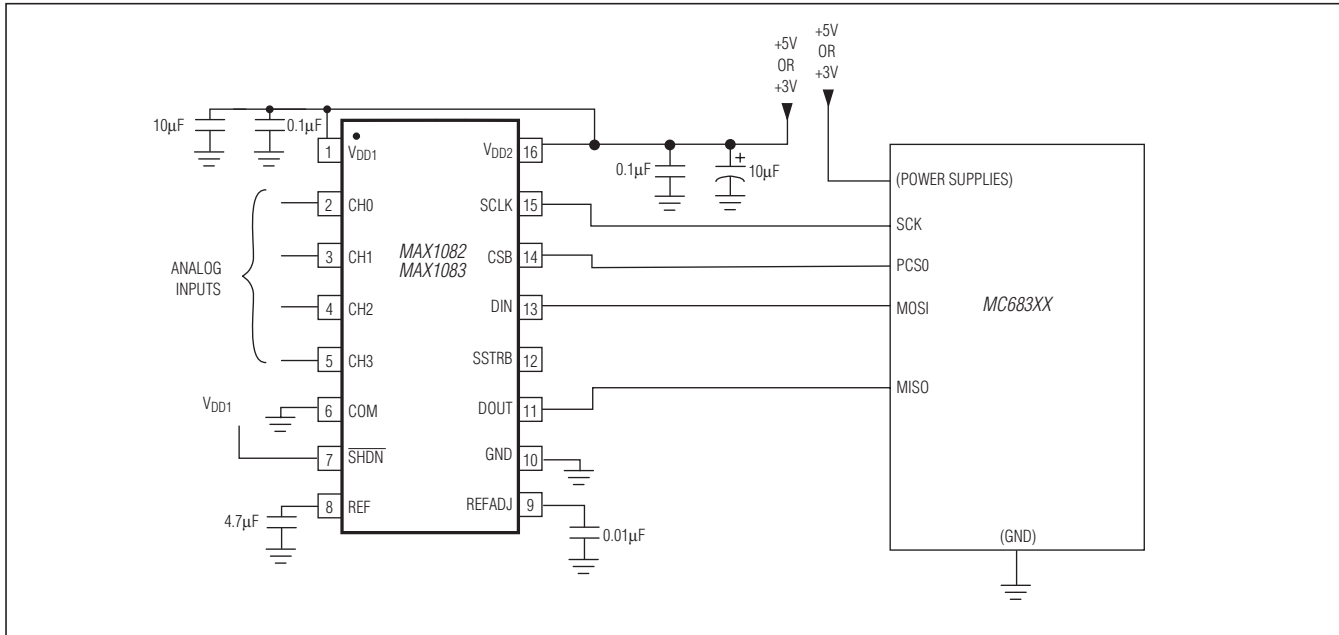 +5V
OR
+3V
+5V
OR
+3V
10µF
0.1µF
1
VDD1
VDD2
16
0.1µF
+
10µF
(POWER SUPPLIES)
2
CH0
SCLK
15
SCK
3
CH1
MAX1082
MAX1083
CSB
14
PCS0
ANALOG
INPUTS
4
CH2
DIN
13
MOSI
MC683XX
5
CH3
SSTRB
12
VDD1
6
COM
DOUT
11
MISO
7
SHDN
GND
10
8
REF
REFADJ
9
4.7µF
0.01µF
(GND)